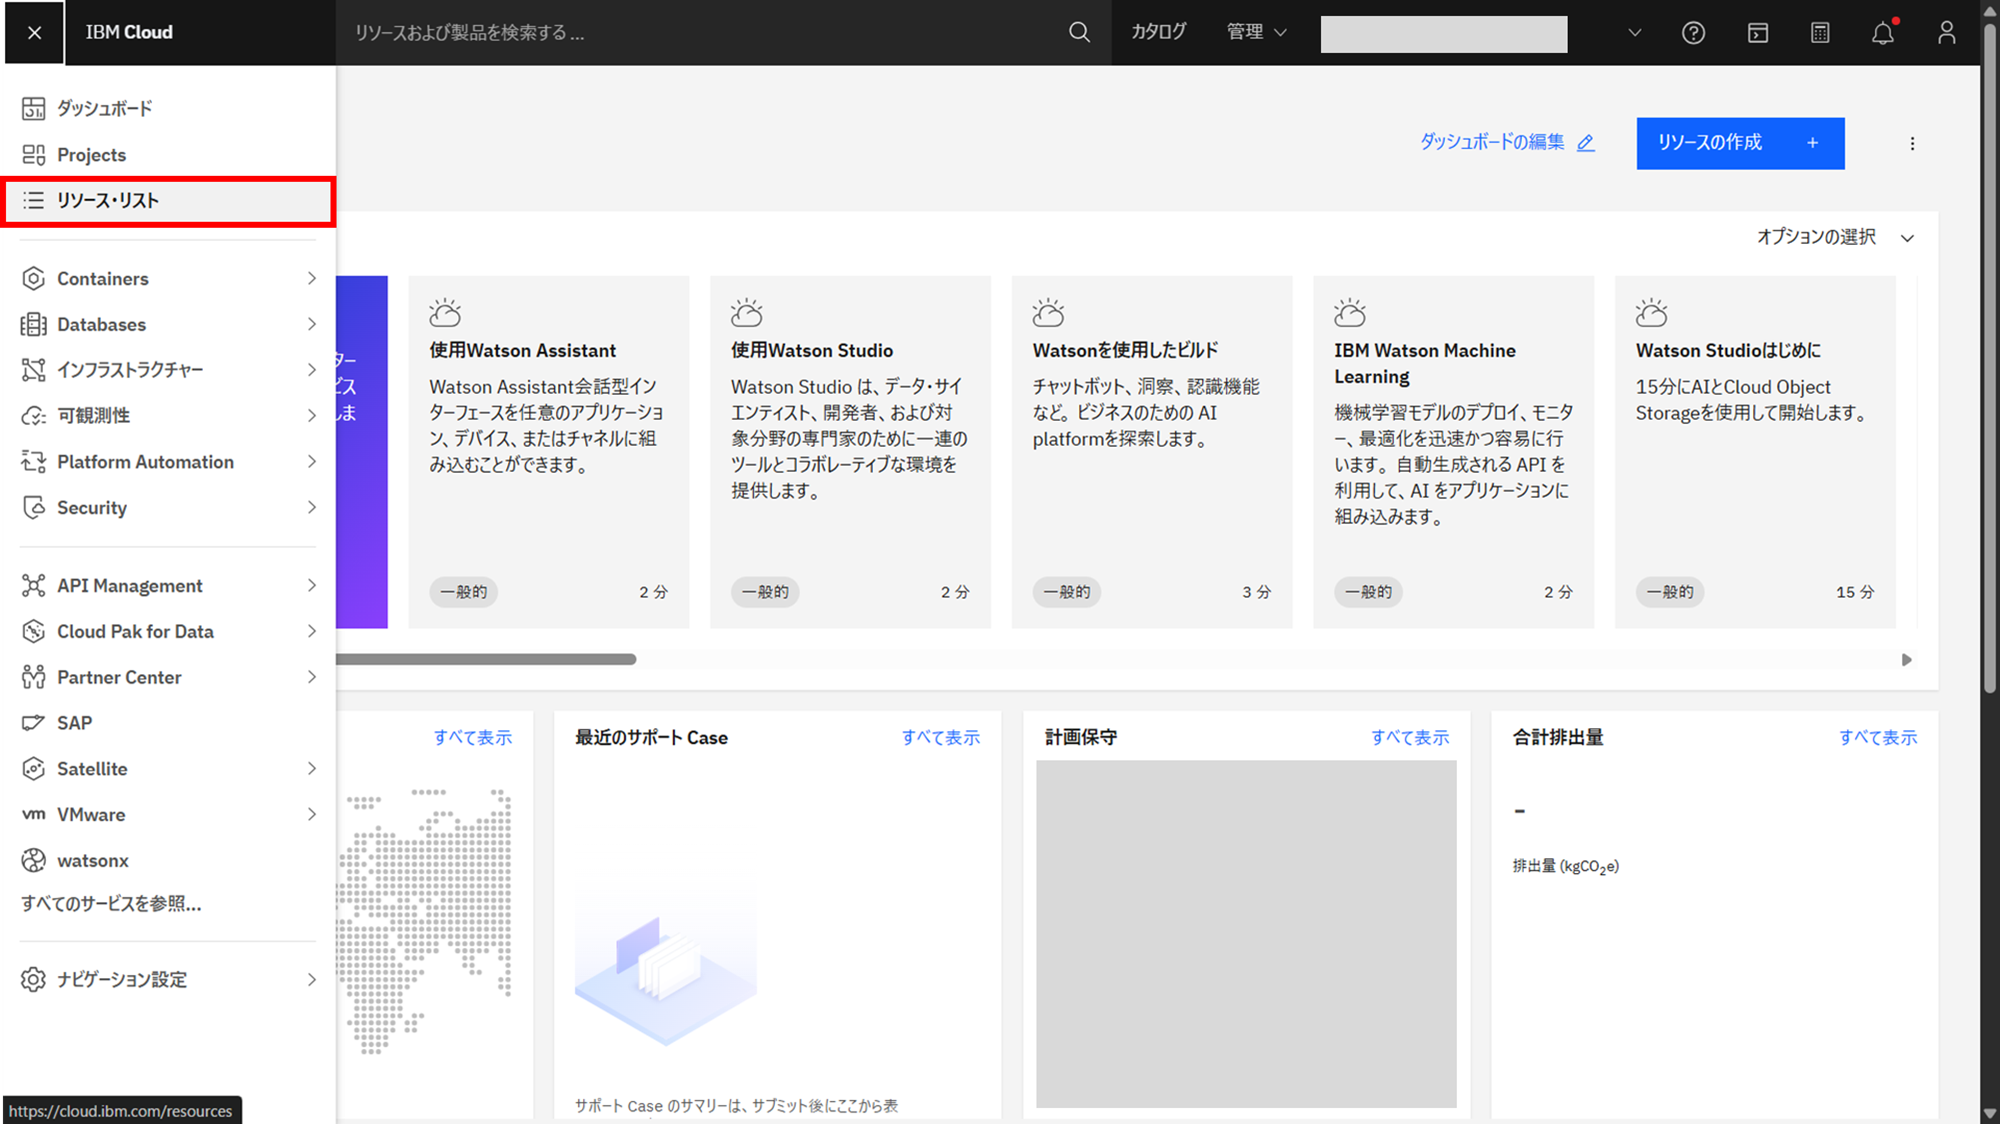 IBM Cloud
リソースおよび製品を検索する ...
カタログ
管理
ダッシュボード
Projects
リソース・リスト
Containers
Databases
インフラストラクチャー
可観測性
Platform Automation
Security
API Management
Cloud Pak for Data
Partner Center
SAP
Satellite
vm VMware
watsonx
すべてのサービスを参照...
ナビゲーション設定
https://cloud.ibm.com/resources
ダッシュボードの編集
リソースの作成 +
オプションの選択
ター
ビス
しま
使用Watson Assistant
Watson Assistant会話型イン
ターフェースを任意のアプリケーショ
ン、デバイス、またはチャネルに組
み込むことができます。
一般的
2 分
使用Watson Studio
Watson Studio は、データ・サイ
エンティスト、開発者、および対
象分野の専門家のために一連の
ツールとコラボレーティブな環境を
提供します。
一般的
2 分
Watsonを使用したビルド
チャットボット、洞察、認識機能
など。ビジネスのための AI
platformを探索します。
一般的
3 分
IBM Watson Machine
Learning
機械学習モデルのデプロイ、モニタ
ー、最適化を迅速かつ容易に行
います。自動生成される API を
利用して、AI をアプリケーションに
組み込みます。
一般的
2 分
Watson Studioはじめに
15分にAIとCloud Object
Storageを使用して開始します。
一般的
15 分
すべて表示
最近のサポート Case
すべて表示
サポート Case のサマリーは、サブミット後にここから表
計画保守
すべて表示
合計排出量
すべて表示
-
排出量 (kgCO2e)